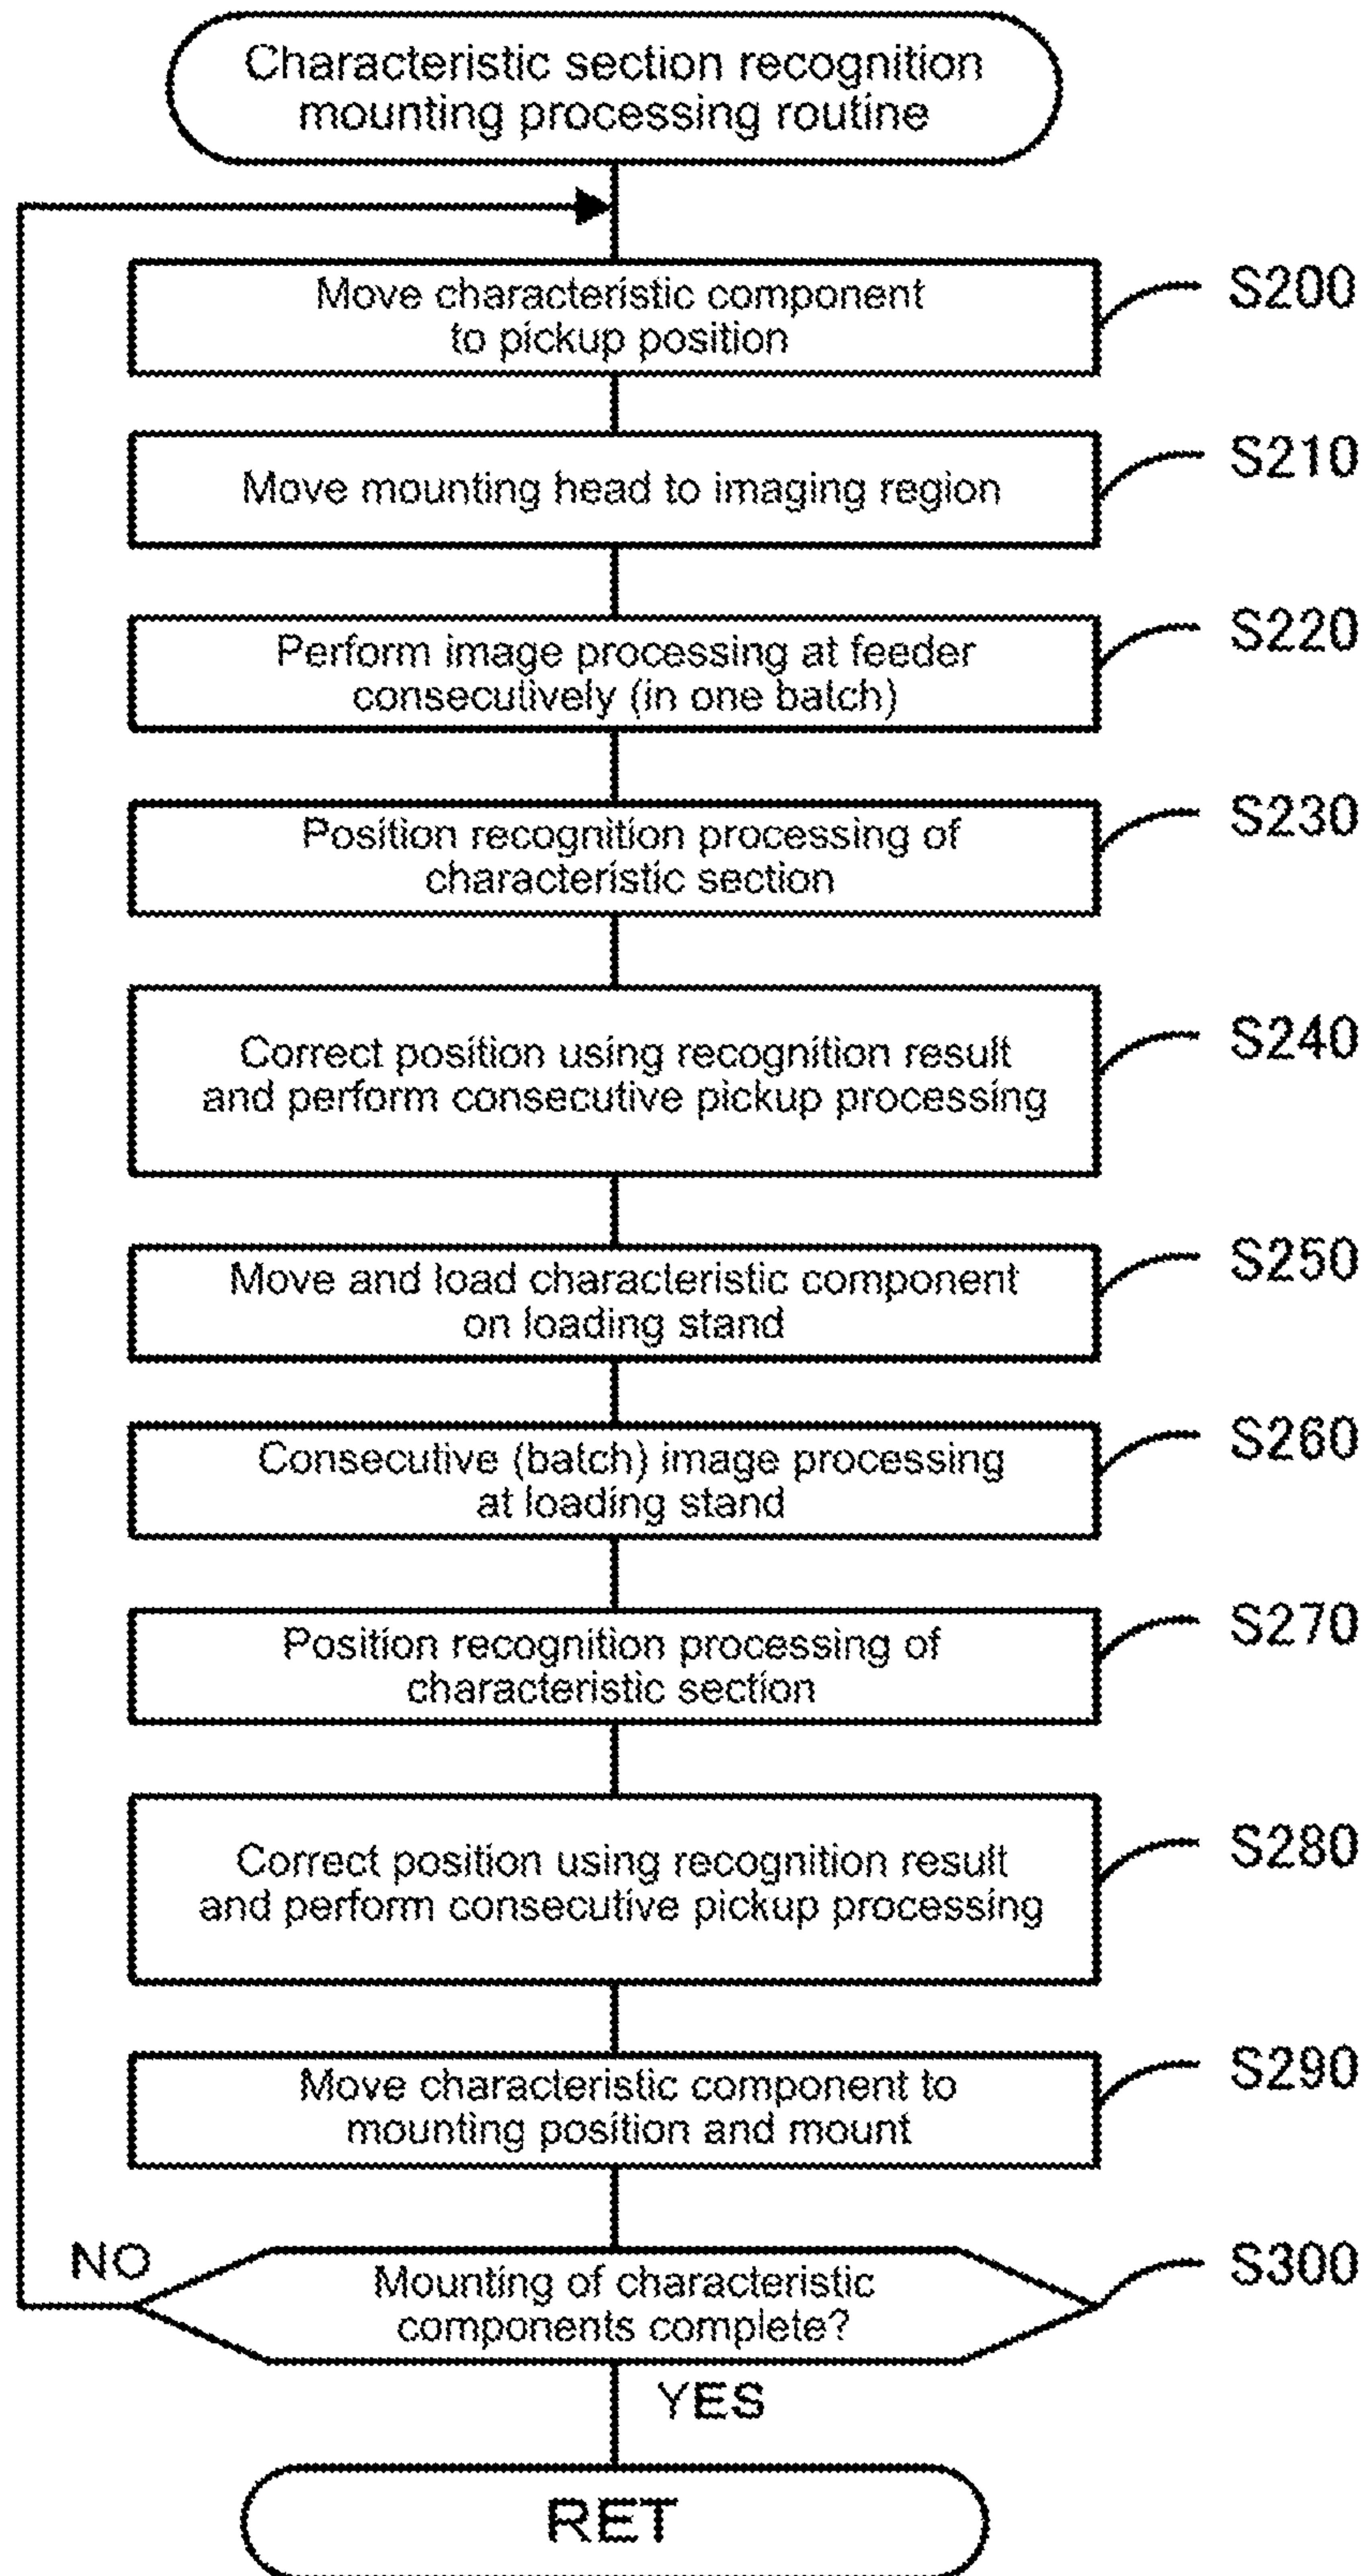 Characteristic section recognition
mounting processing routine
Move characteristic component
to pickup position
S200
Move mounting head to imaging region
S210
Perform image processing at feeder
consecutively (in one batch)
S220
Position recognition processing of
characteristic section
S230
Correct position using recognition result
and perform consecutive pickup processing
S240
Move and load characteristic component
on loading stand
S250
Consecutive (batch) image processing
at loading stand
S260
Position recognition processing of
characteristic section
S270
Correct position using recognition result
and perform consecutive pickup processing
S280
Move characteristic component to
mounting position and mount
S290
NO
Mounting of characteristic
components complete?
S300
YES
RET